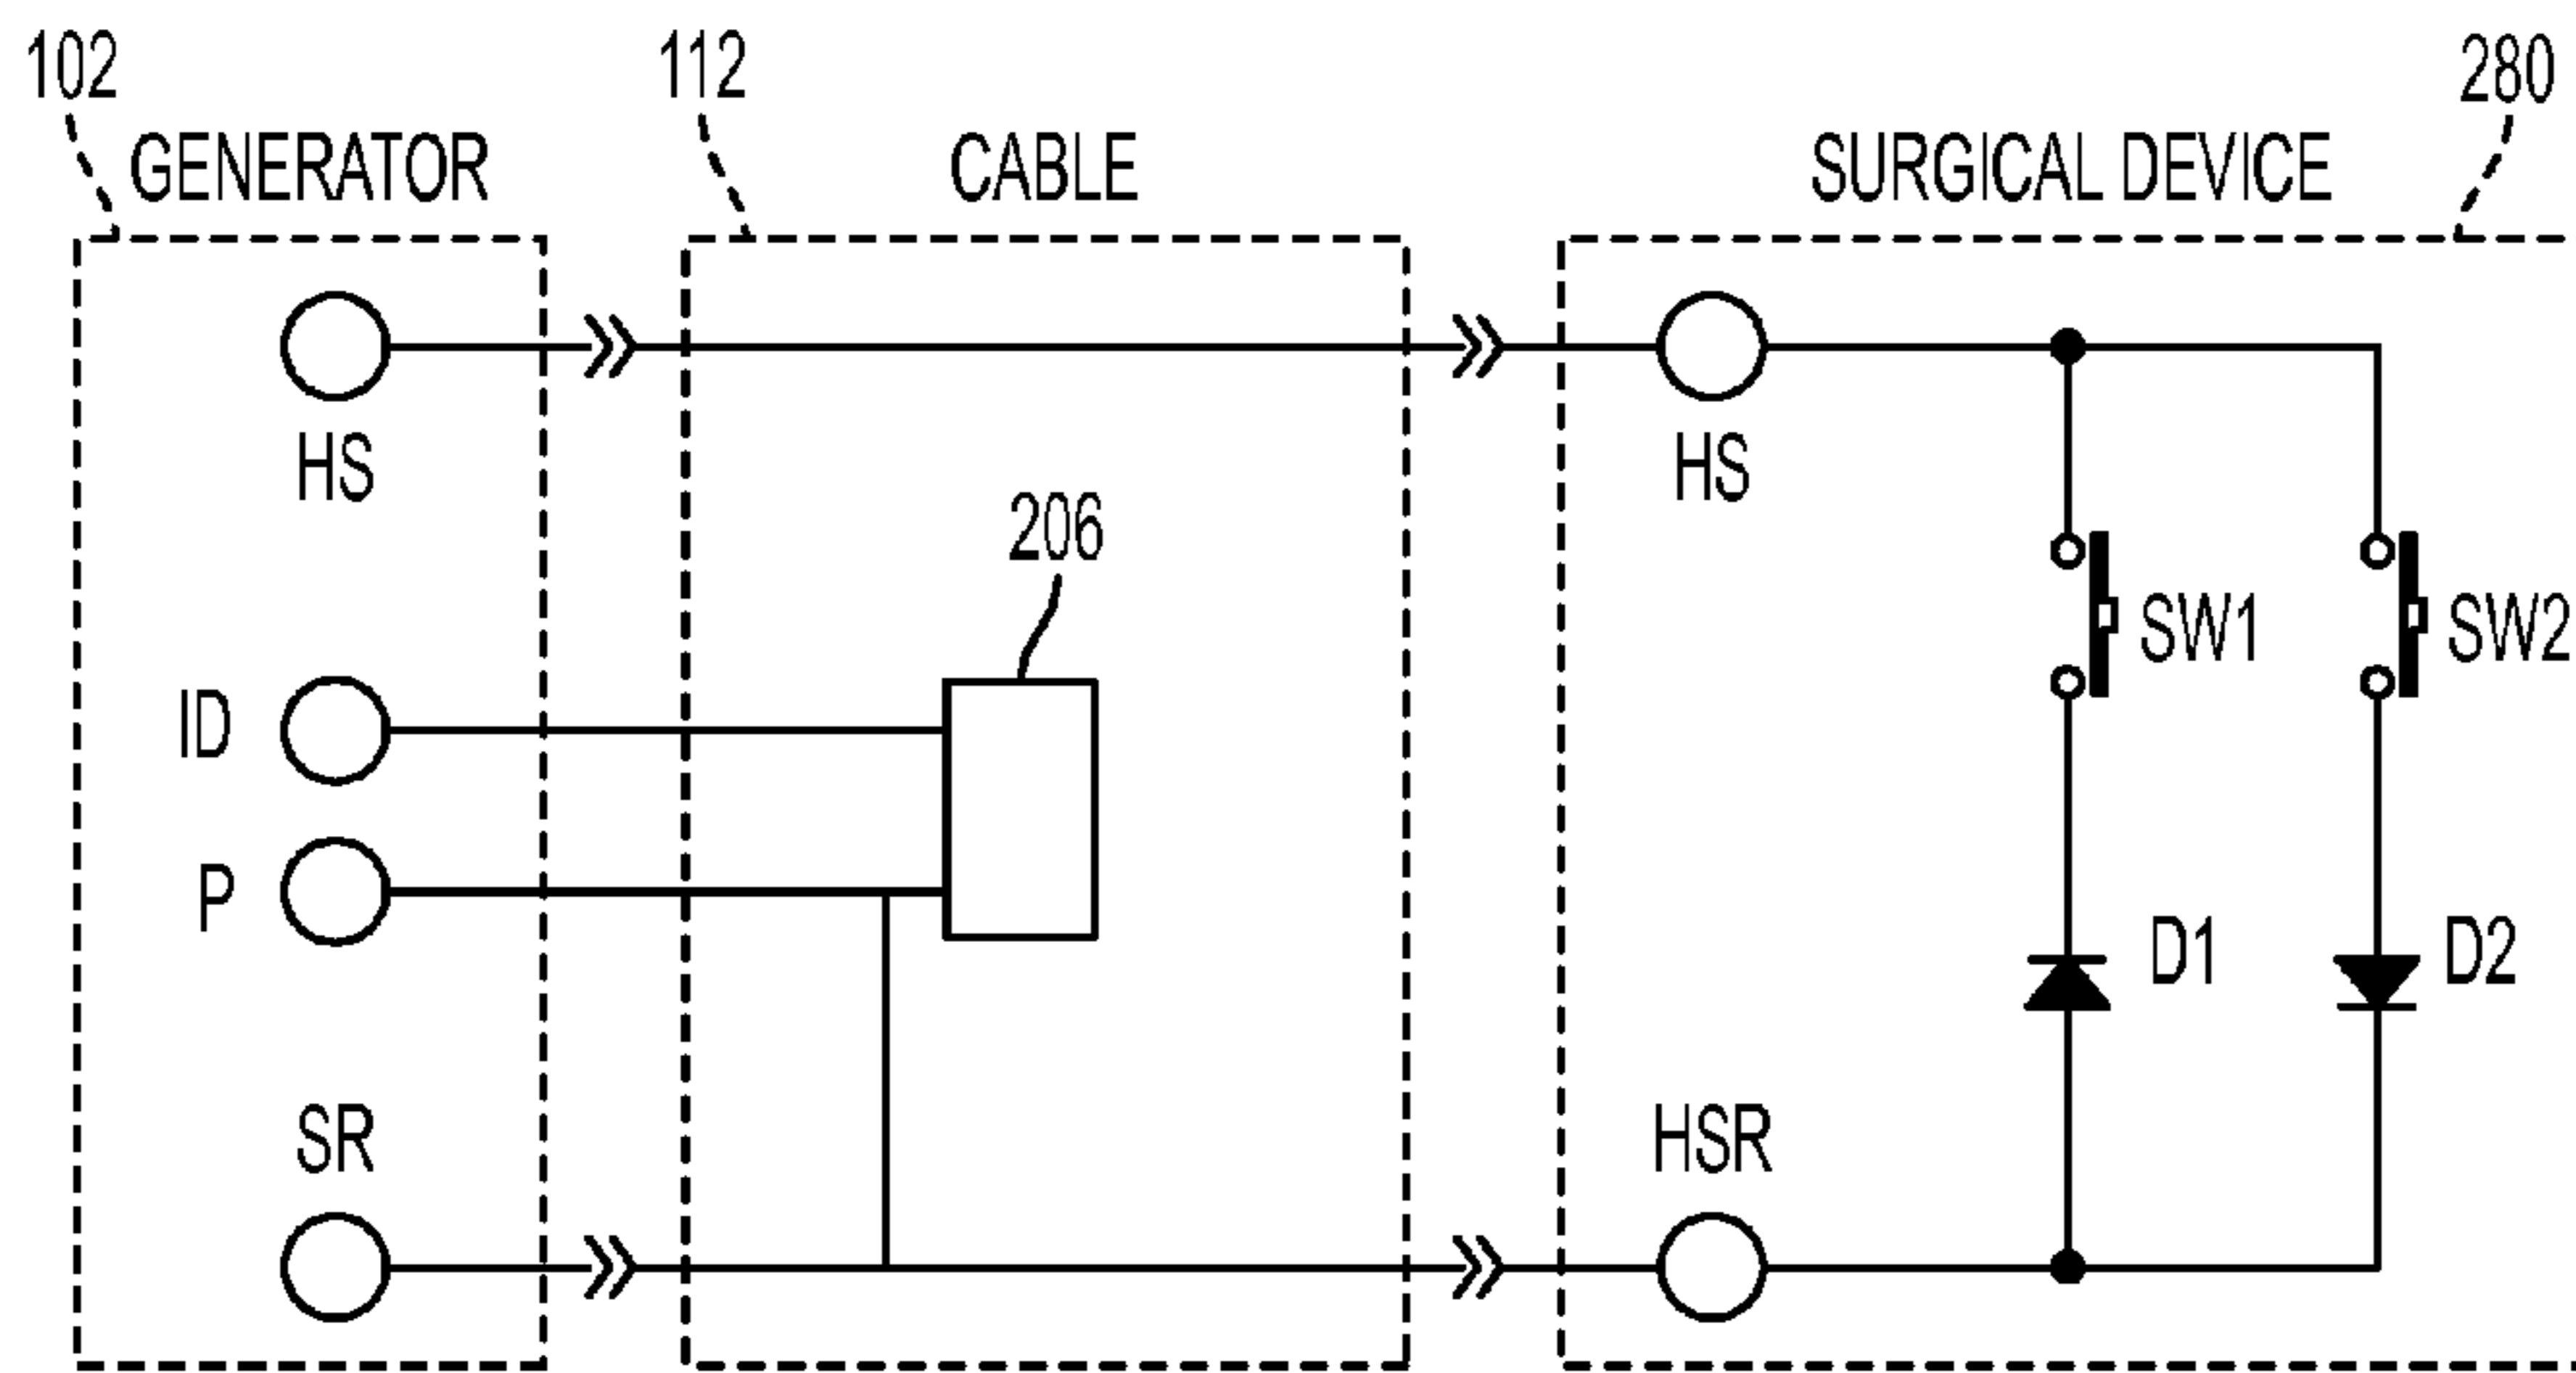 102
112
280
GENERATOR
CABLE
SURGICAL DEVICE
HS
HS
206
ID
SW1
SW2
P
D1
D2
SR
HSR